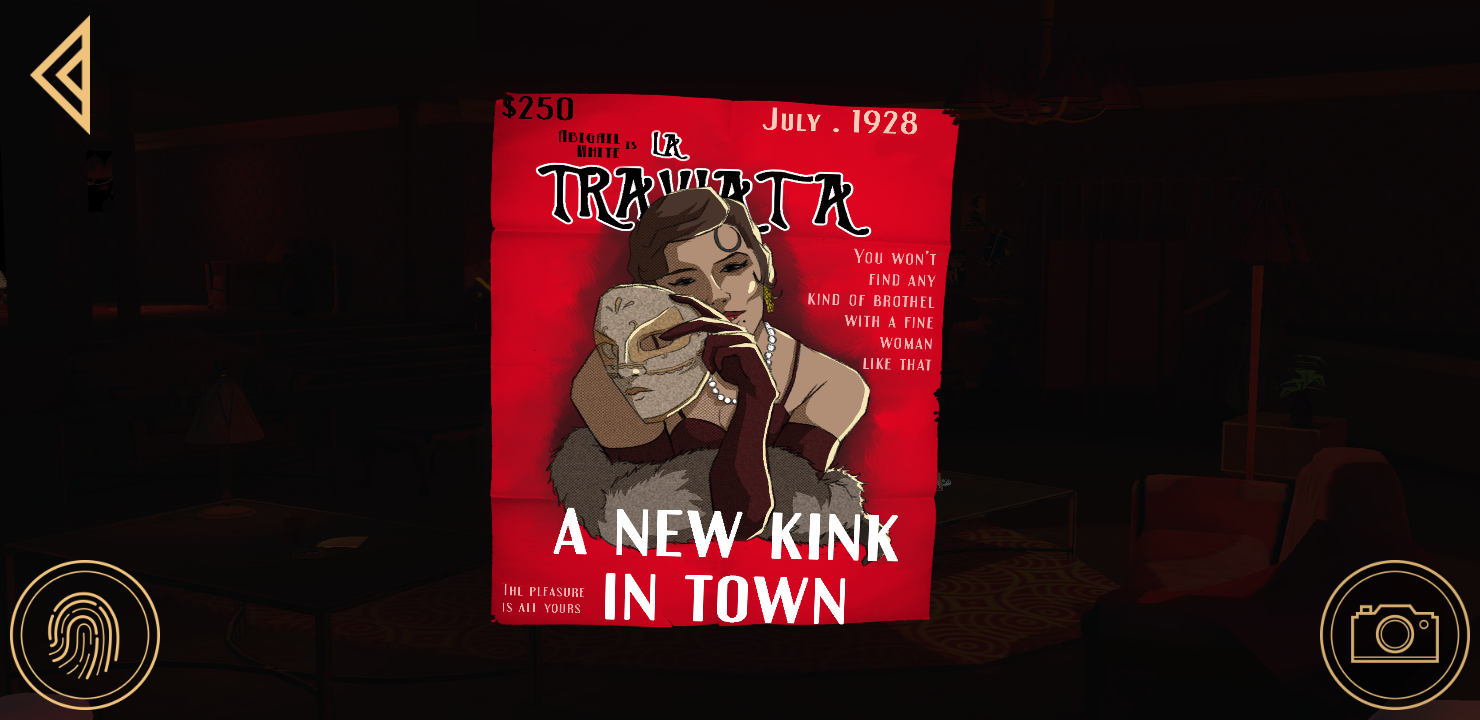 $250
JULY . 1928
ABIGAIL
WHITE IS LA
TRAVIATA
YOU WON'T
FIND ANY
KIND OF BROTHEL
WITH A FINE
WOMAN
LIKE THAT
A NEW KINK
IN TOWN
THE PLEASURE
IS ALL YOURS